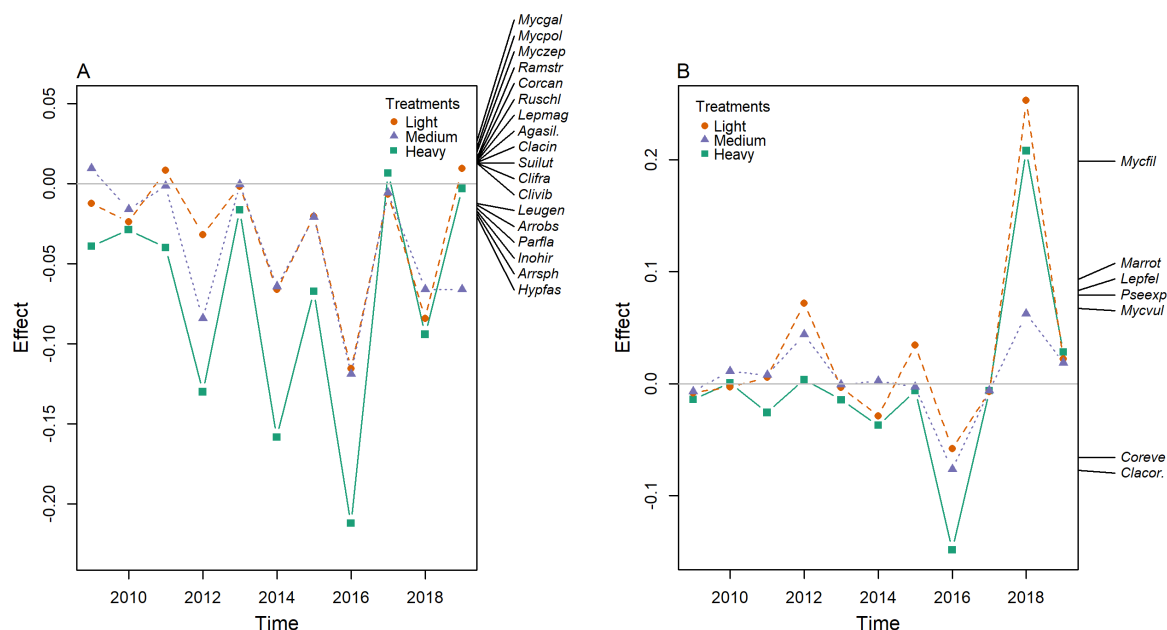 A
Effect
0.05
0.00
-0.05
-0.10
-0.15
-0.20
Treatments
Light
Medium
Heavy
2010
2012
2014
2016
2018
Time
Mycgal
Mycpol
Myczep
Ramstr
Corcan
Ruschl
Lepmag
Agasil.
Clacin
Suilut
Clifra
Clivib
Leugen
Arrobs
Parfla
Inohir
Arrsph
Hypfas
B
Effect
0.2
0.1
0.0
-0.1
Treatments
Light
Medium
Heavy
2010
2012
2014
2016
2018
Time
Mycfil
Marrot
Lepfel
Pseexp
Mycvul
Coreve
Clacor.